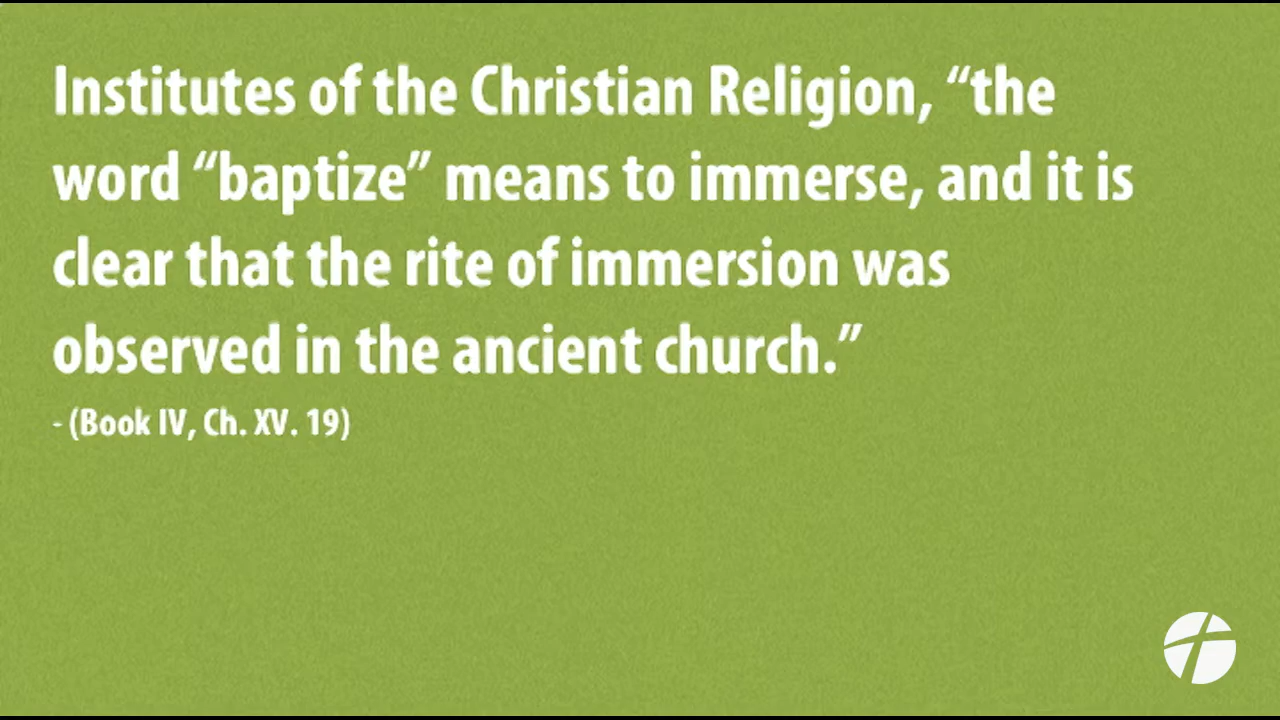 Institutes of the Christian Religion, “the
word “baptize” means to immerse, and it is
clear that the rite of immersion was
observed in the ancient church.”
- (Book IV, Ch. XV. 19)